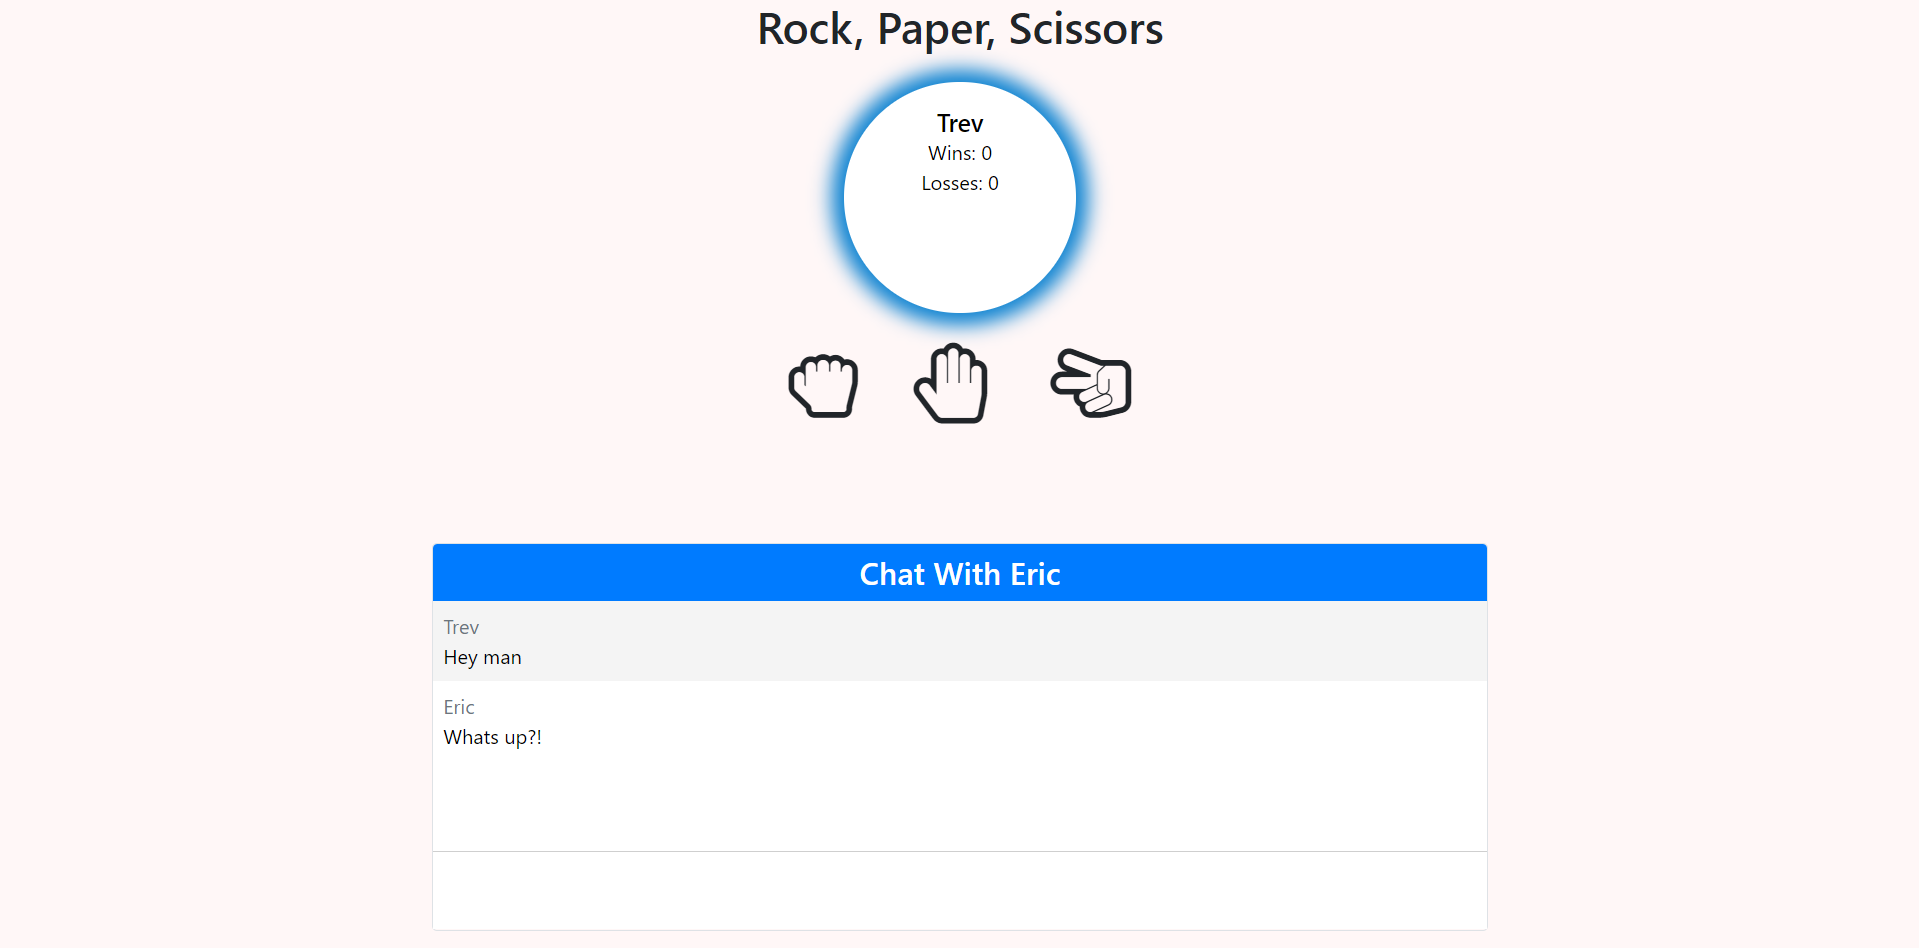 Rock, Paper, Scissors
Trev
Wins: 0
Losses: 0
Chat With Eric
Trev
Hey man
Eric
Whats up?!